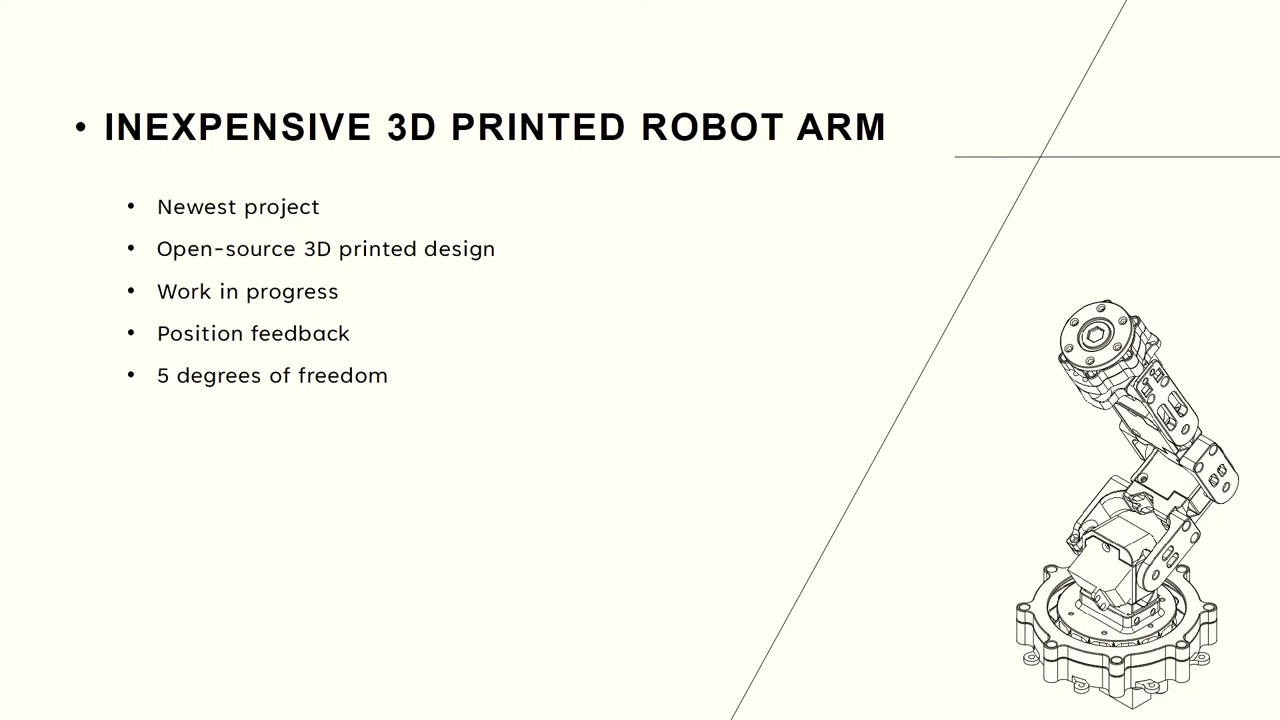 • INEXPENSIVE 3D PRINTED ROBOT ARM
• Newest project
• Open-source 3D printed design
• Work in progress
• Position feedback
• 5 degrees of freedom